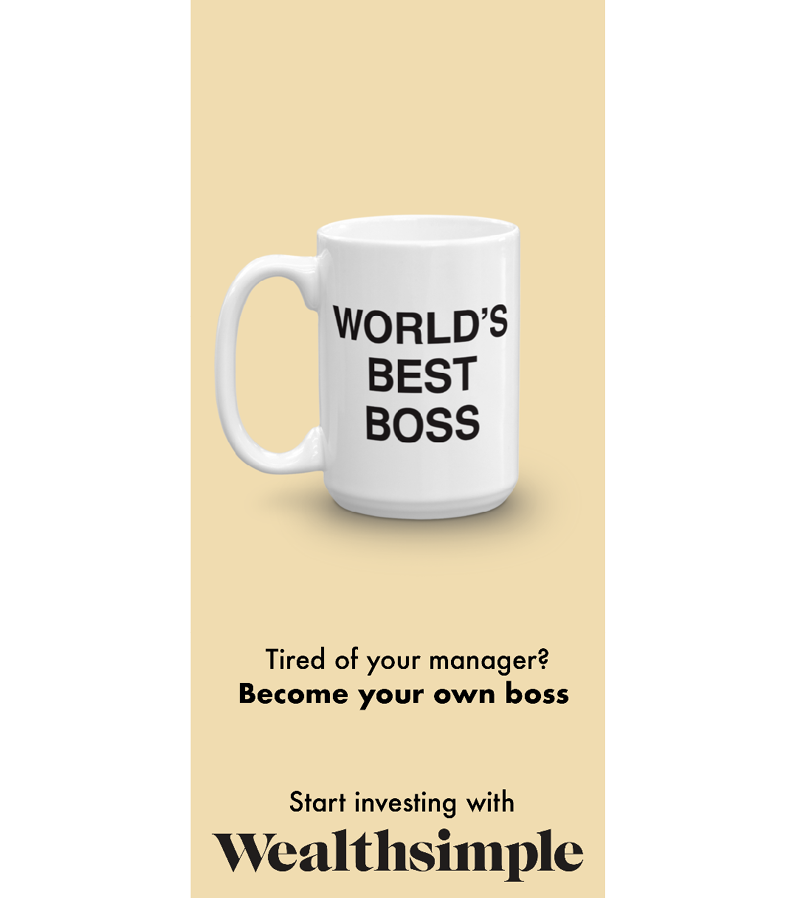 WORLD'S
BEST
BOSS
Tired of your manager?
Become your own boss
Start investing with
Wealthsimple